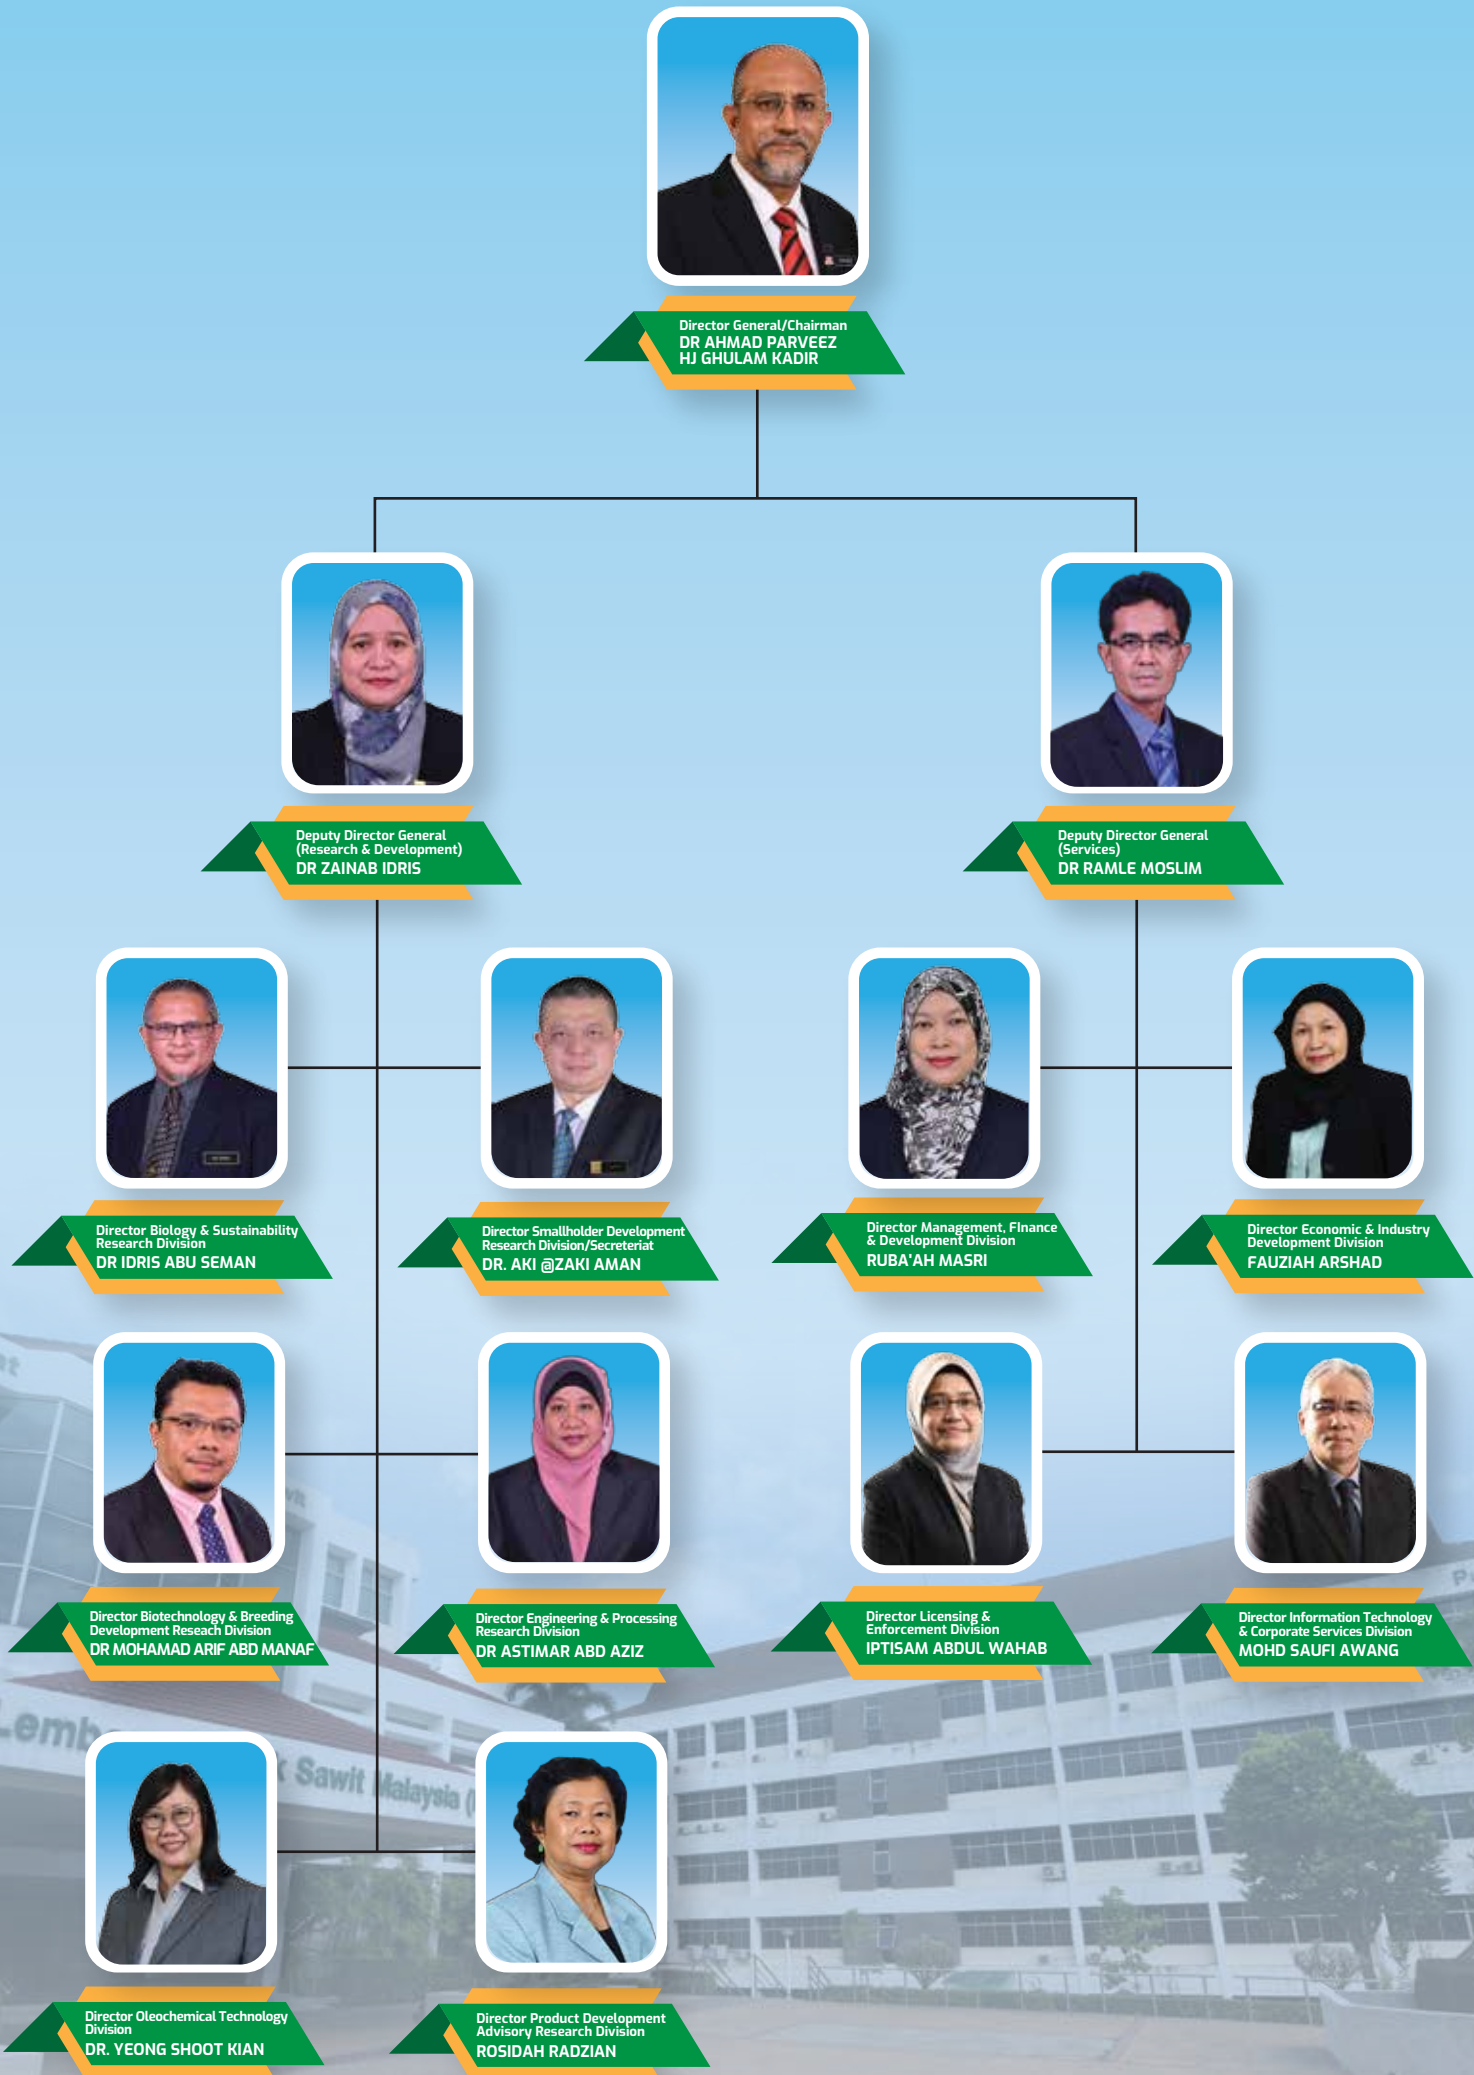 Director General/Chairman
DR AHMAD PARVEEZ
HJ GHULAM KADIR
Deputy Director General
(Research & Development)
DR ZAINAB IDRIS
Deputy Director General
(Services)
DR RAMLE MOSLIM
Director Biology & Sustainability
Research Division
DR IDRIS ABU SEMAN
Director Smallholder Development
Research Division/Secreteriat
DR. AKI @ZAKI AMAN
Director Management, FInance
& Development Division
RUBA'AH MASRI
Director Economic & Industry
Development Division
FAUZIAH ARSHAD
Director Biotechnology & Breeding
Development Reseach Division
DR MOHAMAD ARIF ABD MANAF
Director Engineering & Processing
Research Division
DR ASTIMAR ABD AZIZ
Director Licensing &
Enforcement Division
IPTISAM ABDUL WAHAB
Director Information Technology
& Corporate Services Division
MOHD SAUFI AWANG
Sawit Malaysia (
Director Oleochemical Technology
Division
DR. YEONG SHOOT KIAN
Director Product Development
Advisory Research Division
ROSIDAH RADZIAN